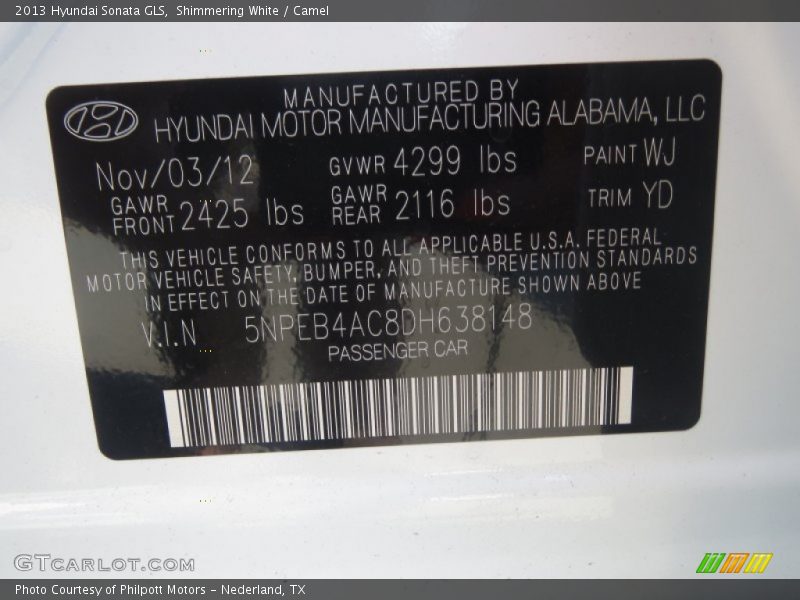 2013 Hyundai Sonata GLS,  Shimmering White / Camel
MANUFACTURED BY
HYUNDAI MOTOR MANUFACTURING ALABAMA, LLC
Nov/03/12 GVWR 4299 lbs PAINT WJ
GAWR FRONT 2425 lbs GAWR REAR 2116 lbs TRIM YD
THIS VEHICLE CONFORMS TO ALL APPLICABLE U.S.A. FEDERAL
MOTOR VEHICLE SAFETY, BUMPER, AND THEFT PREVENTION STANDARDS
IN EFFECT ON THE DATE OF MANUFACTURE SHOWN ABOVE
V.I.N 5NPEB4AC8DH638148
PASSENGER CAR
GTCARLOT.COM
Photo Courtesy of Philpott Motors - Nederland, TX